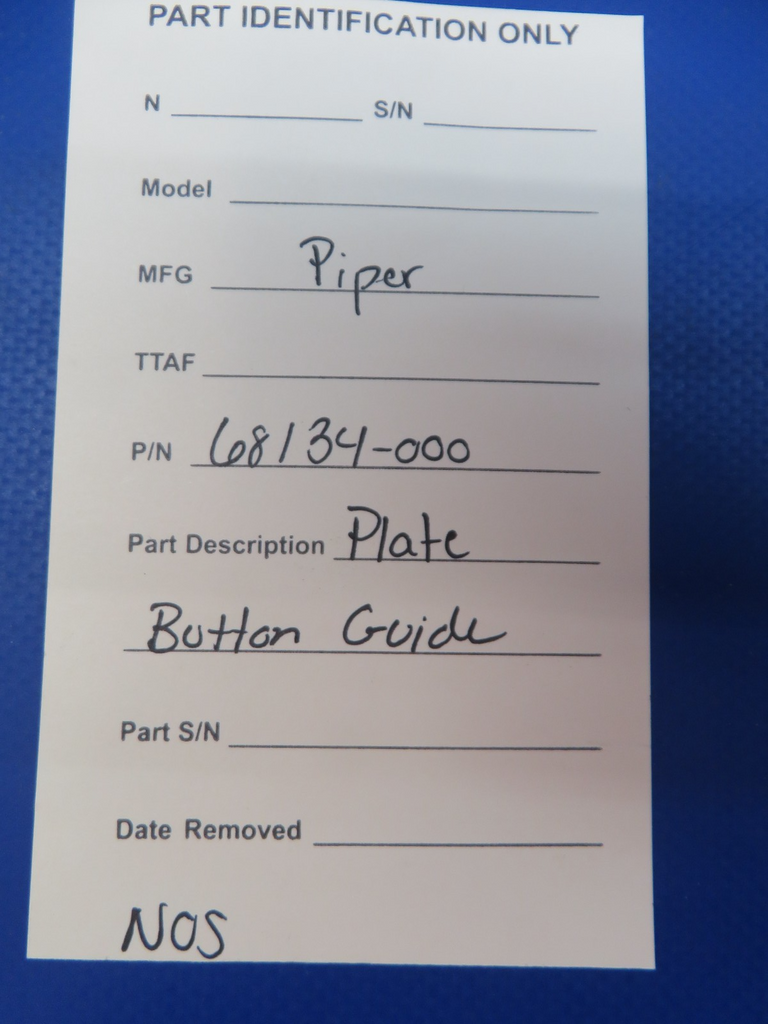 PART IDENTIFICATION ONLY
N S/N
Model
MFG Piper
TTAF
P/N 68134-000
Part Description Plate
Button Guide
Part S/N
Date Removed
NOS